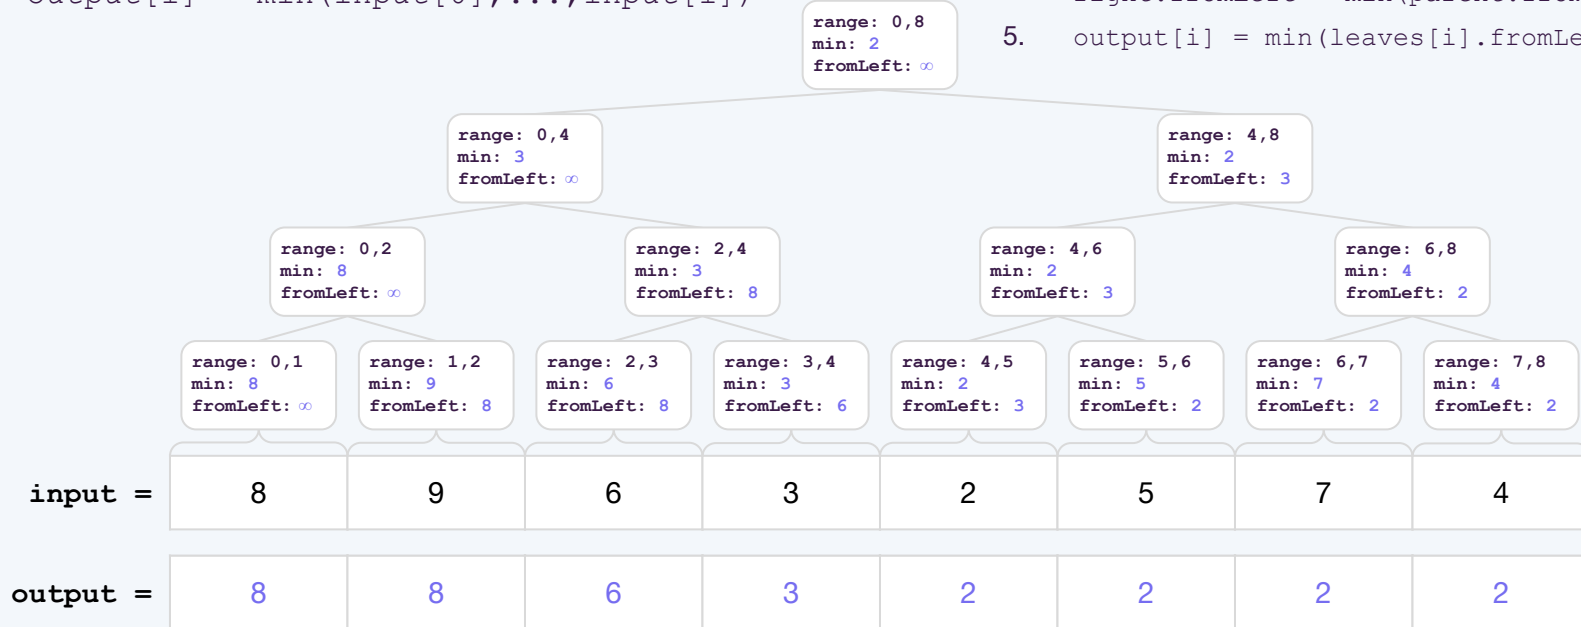 output[i] = min(input[0],...,input[i])
5. output[i] = min(leaves[i].fromLe
range: 0,8
min: 2
fromLeft: ∞
range: 0,4
min: 3
fromLeft: ∞
range: 4,8
min: 2
fromLeft: 3
range: 0,2
min: 8
fromLeft: ∞
range: 2,4
min: 3
fromLeft: 8
range: 4,6
min: 2
fromLeft: 3
range: 6,8
min: 4
fromLeft: 2
range: 0,1
min: 8
fromLeft: ∞
range: 1,2
min: 9
fromLeft: 8
range: 2,3
min: 6
fromLeft: 8
range: 3,4
min: 3
fromLeft: 6
range: 4,5
min: 2
fromLeft: 3
range: 5,6
min: 5
fromLeft: 2
range: 6,7
min: 7
fromLeft: 2
range: 7,8
min: 4
fromLeft: 2
input = 8 9 6 3 2 5 7 4
output = 8 8 6 3 2 2 2 2